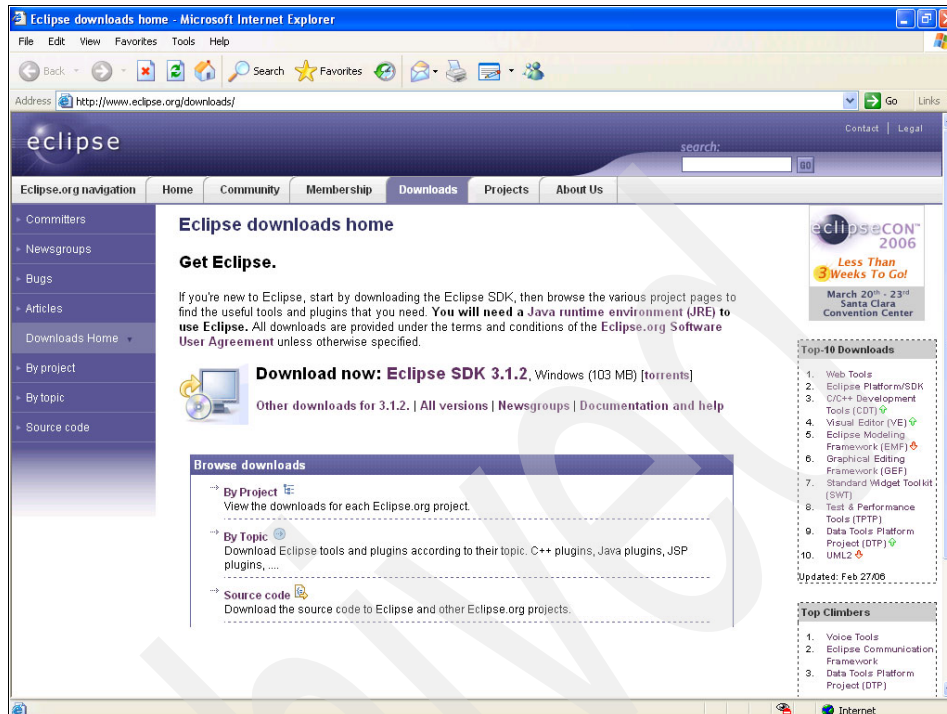 Eclipse downloads home - Microsoft Internet Explorer
File Edit View Favorites Tools Help
Back Search Favorites
Address http://www.eclipse.org/downloads/ Go Links
eclipse
Contact | Legal
search:
GO
Eclipse.org navigation Home Community Membership Downloads Projects About Us
Committers
Newsgroups
Bugs
Articles
Downloads Home
By project
By topic
Source code
Eclipse downloads home
Get Eclipse.
If you're new to Eclipse, start by downloading the Eclipse SDK, then browse the various project pages to
find the useful tools and plugins that you need. You will need a Java runtime environment (JRE) to
use Eclipse. All downloads are provided under the terms and conditions of the Eclipse.org Software
User Agreement unless otherwise specified.
Download now: Eclipse SDK 3.1.2, Windows (103 MB) [torrents]
Other downloads for 3.1.2. | All versions | Newsgroups | Documentation and help
Browse downloads
By Project
View the downloads for each Eclipse.org project.
By Topic
Download Eclipse tools and plugins according to their topic. C++ plugins, Java plugins, JSP
plugins, ....
Source code
Download the source code to Eclipse and other Eclipse.org projects.
eclipseCON™
2006
Less Than
3 Weeks To Go!
March 20th - 23rd
Santa Clara
Convention Center
Top-10 Downloads
1. Web Tools
2. Eclipse Platform/SDK
3. C/C++ Development
Tools (CDT)
4. Visual Editor (VE)
5. Eclipse Modeling
Framework (EMF)
6. Graphical Editing
Framework (GEF)
7. Standard Widget Toolkit
(SWT)
8. Test & Performance
Tools (TPTP)
9. Data Tools Platform
Project (DTP)
10. UML2
Updated: Feb 27/06
Top Climbers
1. Voice Tools
2. Eclipse Communication
Framework
3. Data Tools Platform
Project (DTP)
Internet